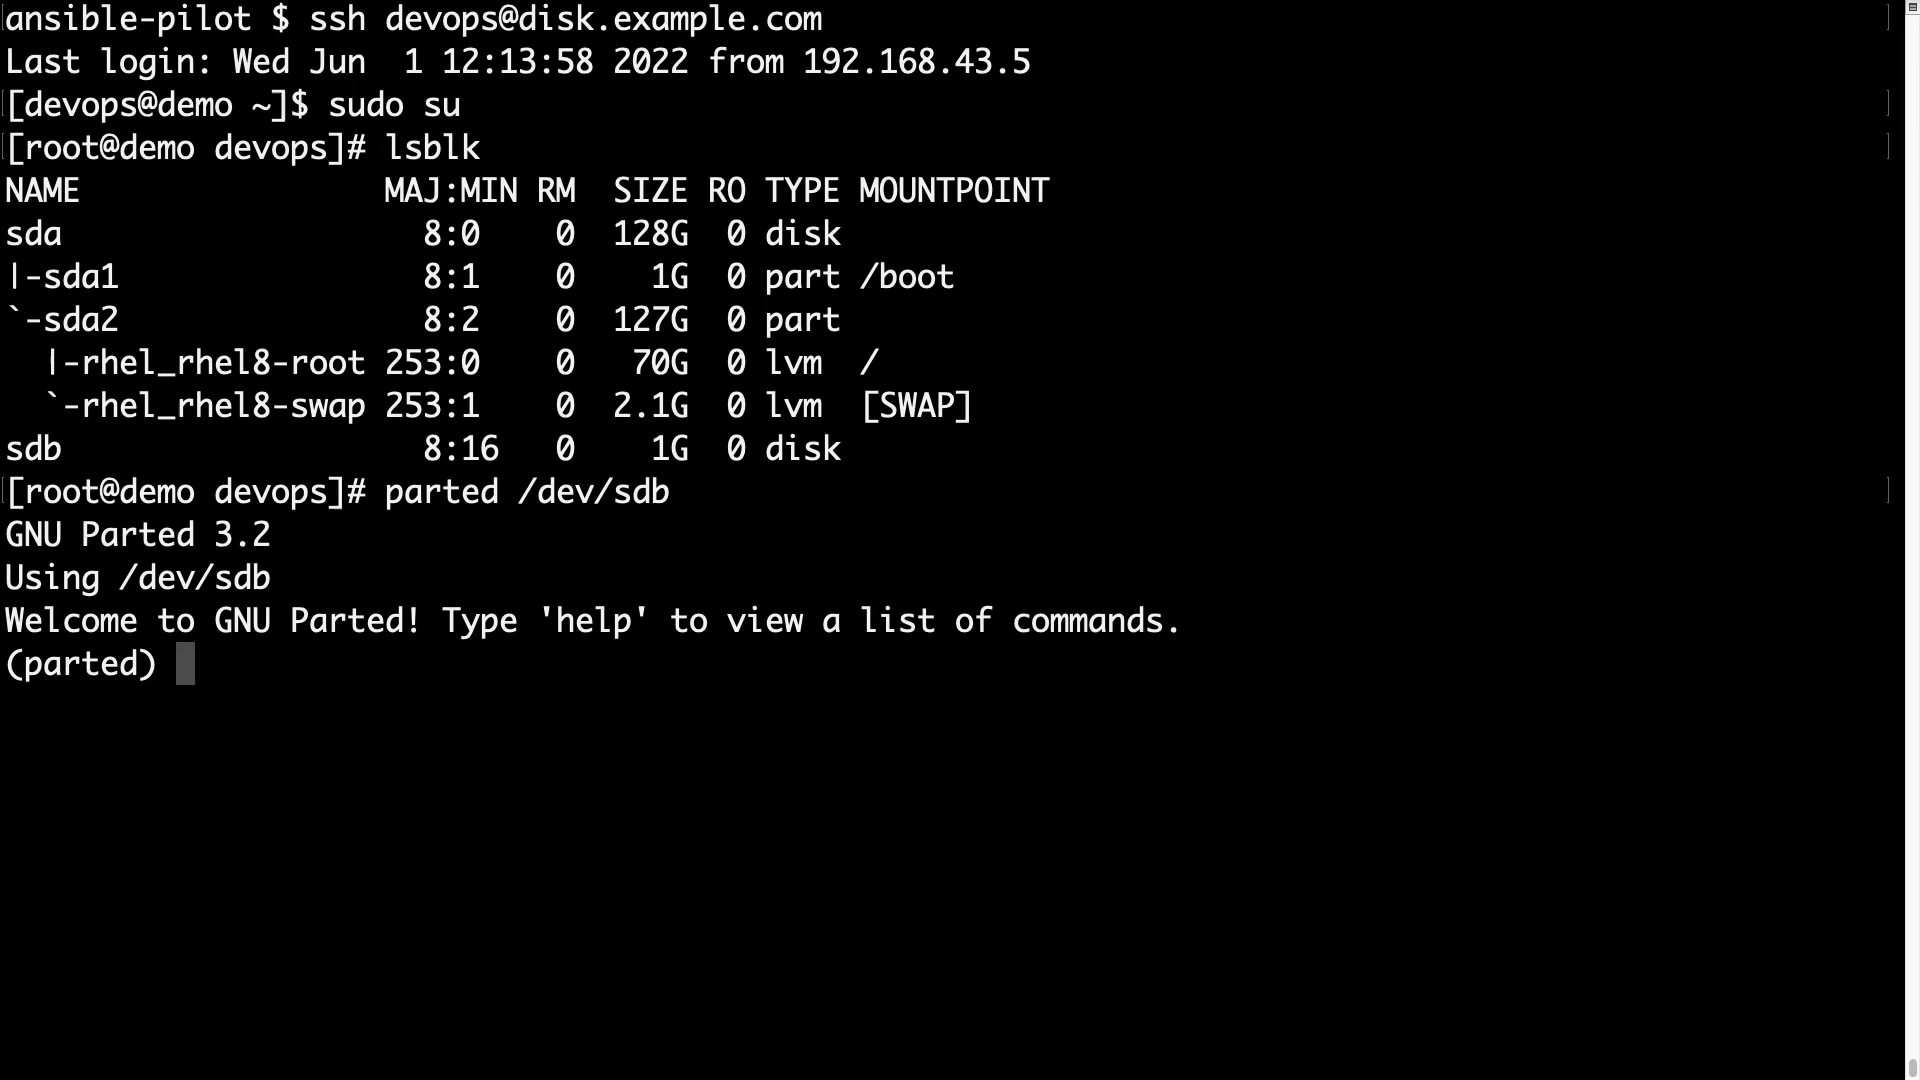 ansible-pilot $ ssh devops@disk.example.com
Last login: Wed Jun  1 12:13:58 2022 from 192.168.43.5
[devops@demo ~]$ sudo su
[root@demo devops]# lsblk
NAME                MAJ:MIN RM  SIZE RO TYPE MOUNTPOINT
sda                   8:0    0  128G  0 disk
|-sda1                8:1    0    1G  0 part /boot
`-sda2                8:2    0  127G  0 part
  |-rhel_rhel8-root 253:0    0   70G  0 lvm  /
  `-rhel_rhel8-swap 253:1    0  2.1G  0 lvm  [SWAP]
sdb                   8:16   0    1G  0 disk
[root@demo devops]# parted /dev/sdb
GNU Parted 3.2
Using /dev/sdb
Welcome to GNU Parted! Type 'help' to view a list of commands.
(parted)